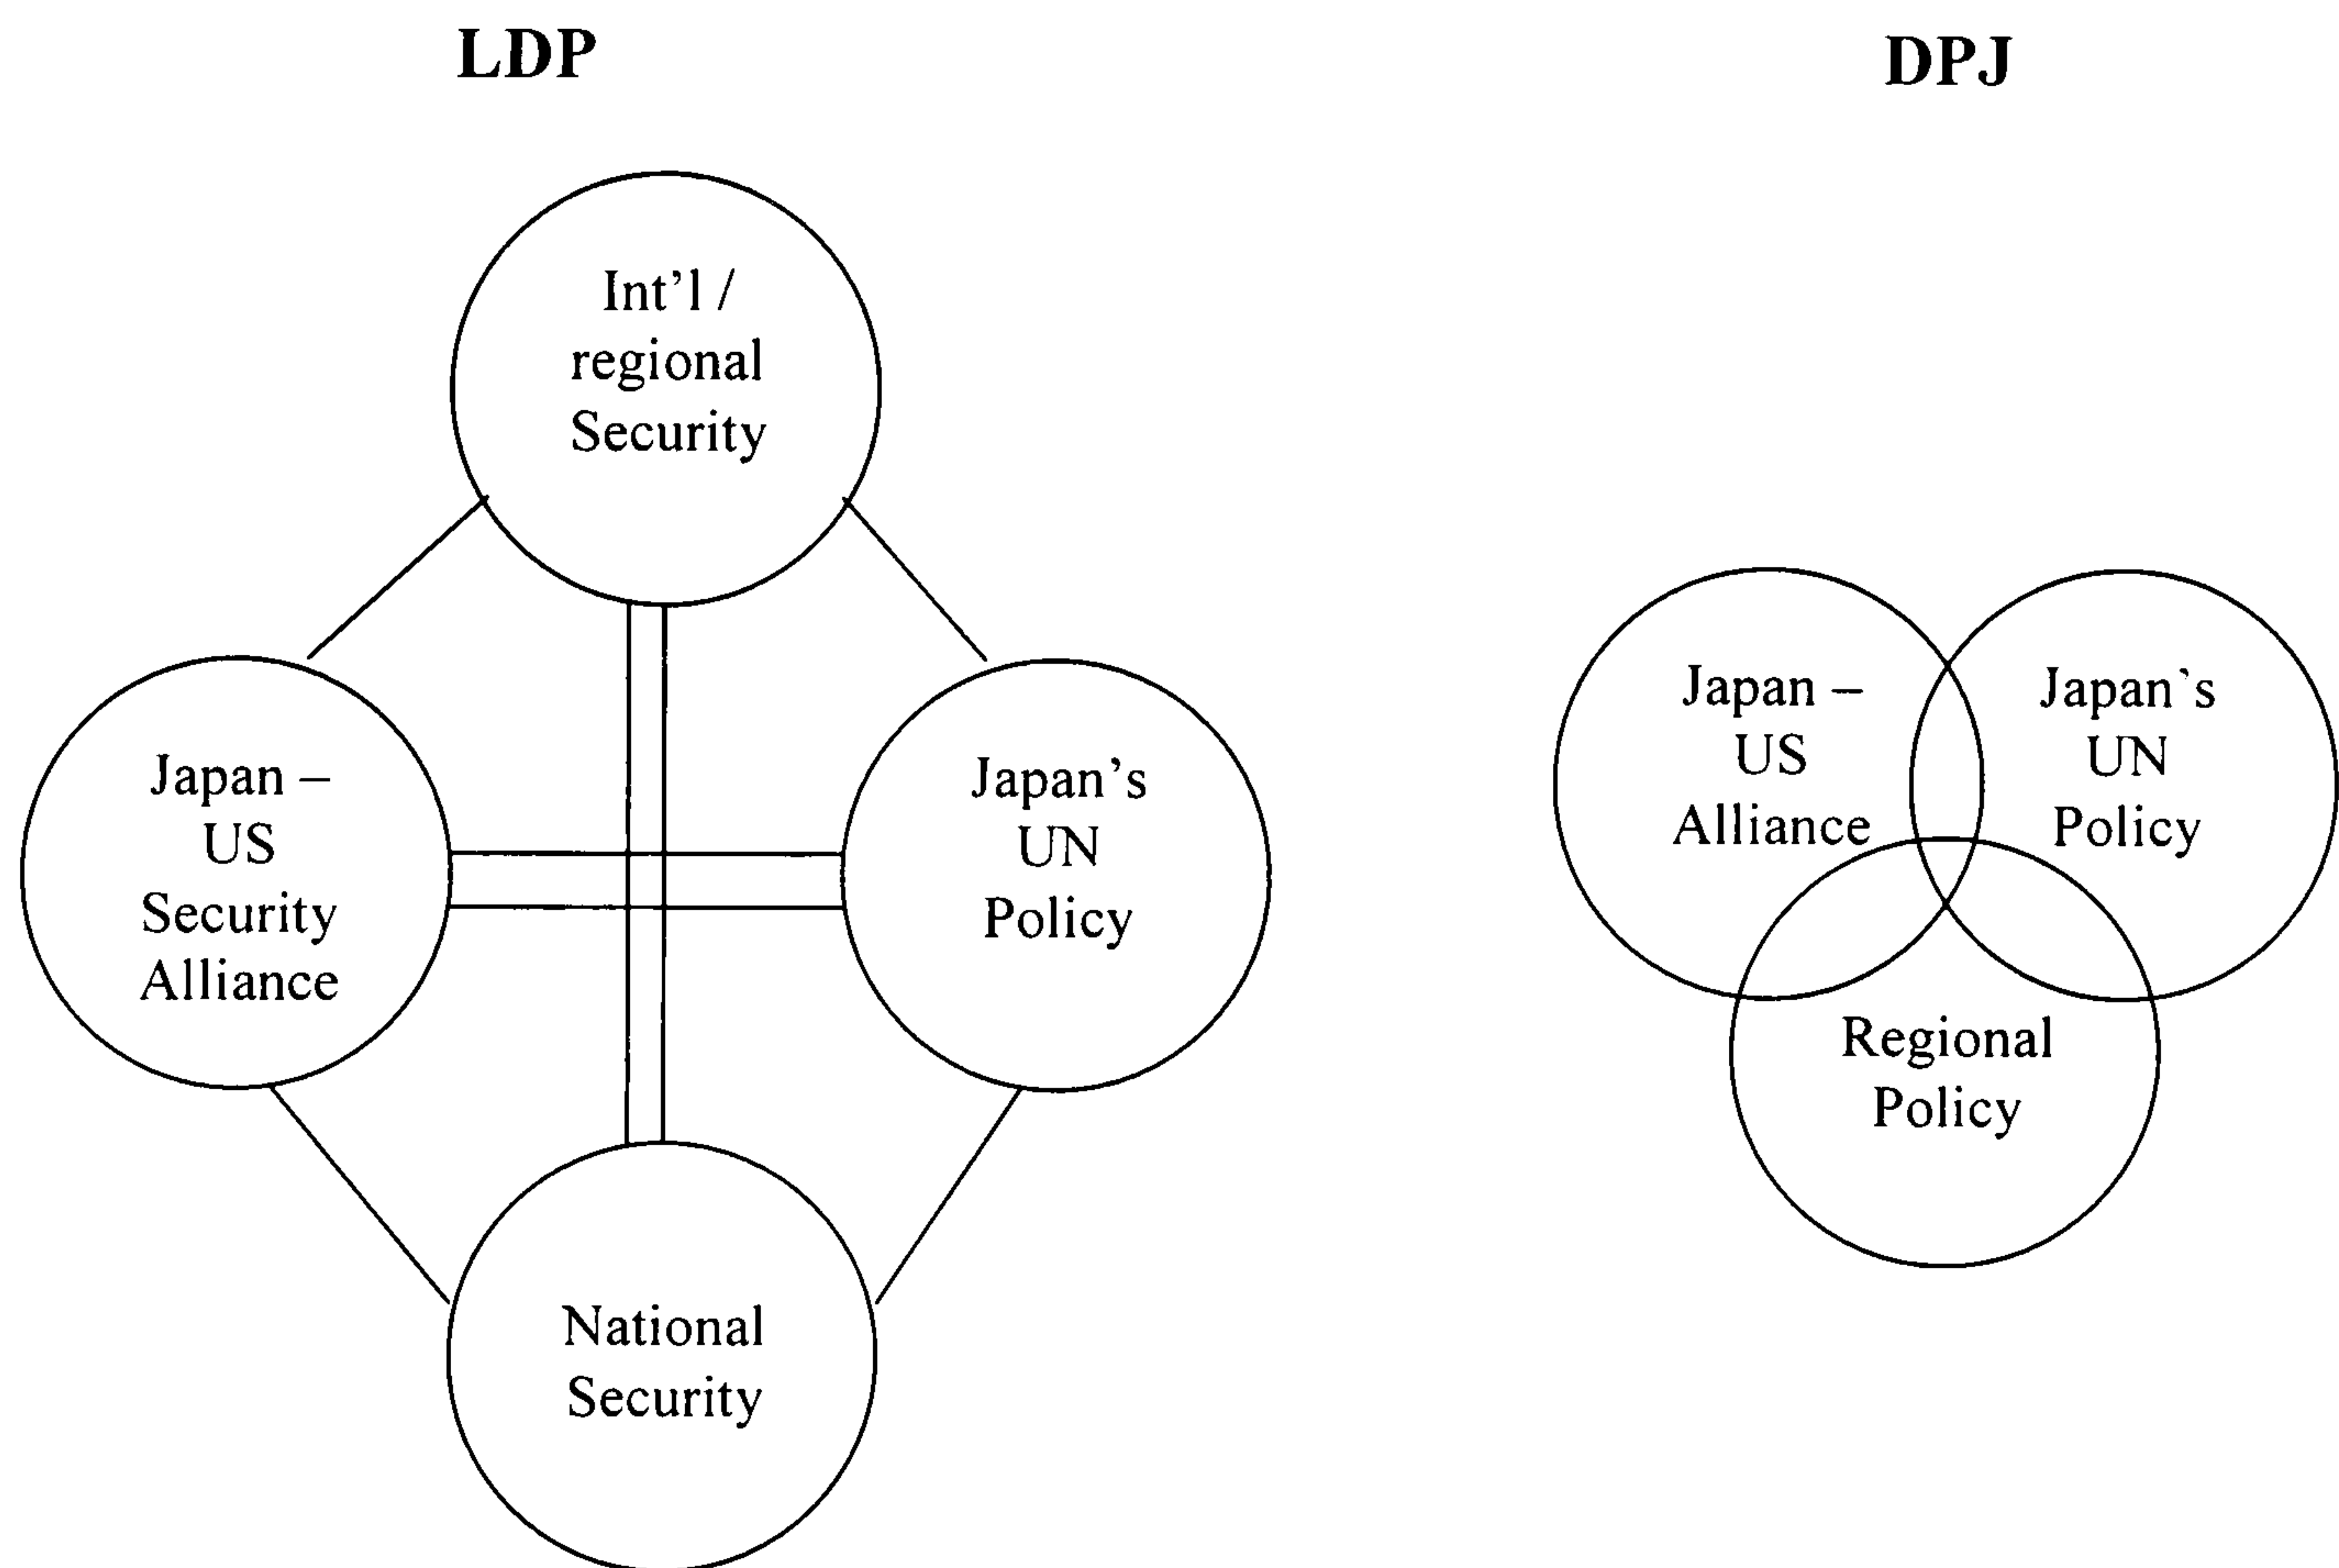 LDP
DPJ
Int'l /
regional
Security
Japan –
US
Security
Alliance
Japan's
UN
Policy
National
Security
Japan –
US
Alliance
Japan's
UN
Policy
Regional
Policy